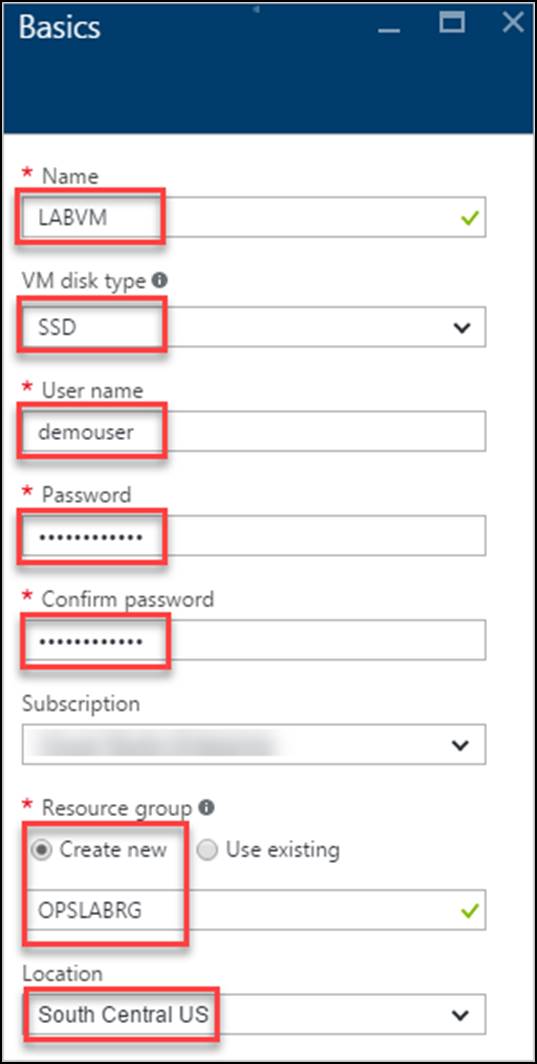 Basics
* Name
LABVM
VM disk type
SSD
* User name
demouser
* Password
••••••••••••
* Confirm password
••••••••••••
Subscription
* Resource group
Create new Use existing
OPSLABRG
Location
South Central US